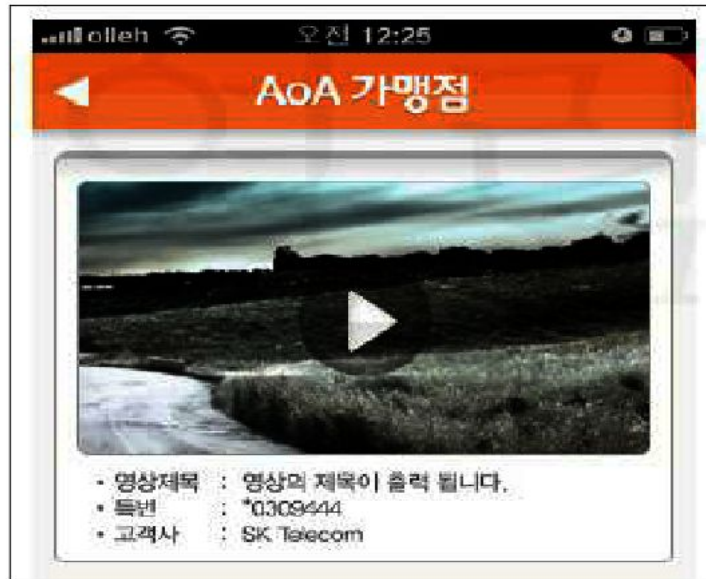 olleh 오전 12:25
AoA 가맹점
• 영상제목 : 영상의 제목이 출력 됩니다.
• 특번 : *0309444
• 고객사 : SK Telecom